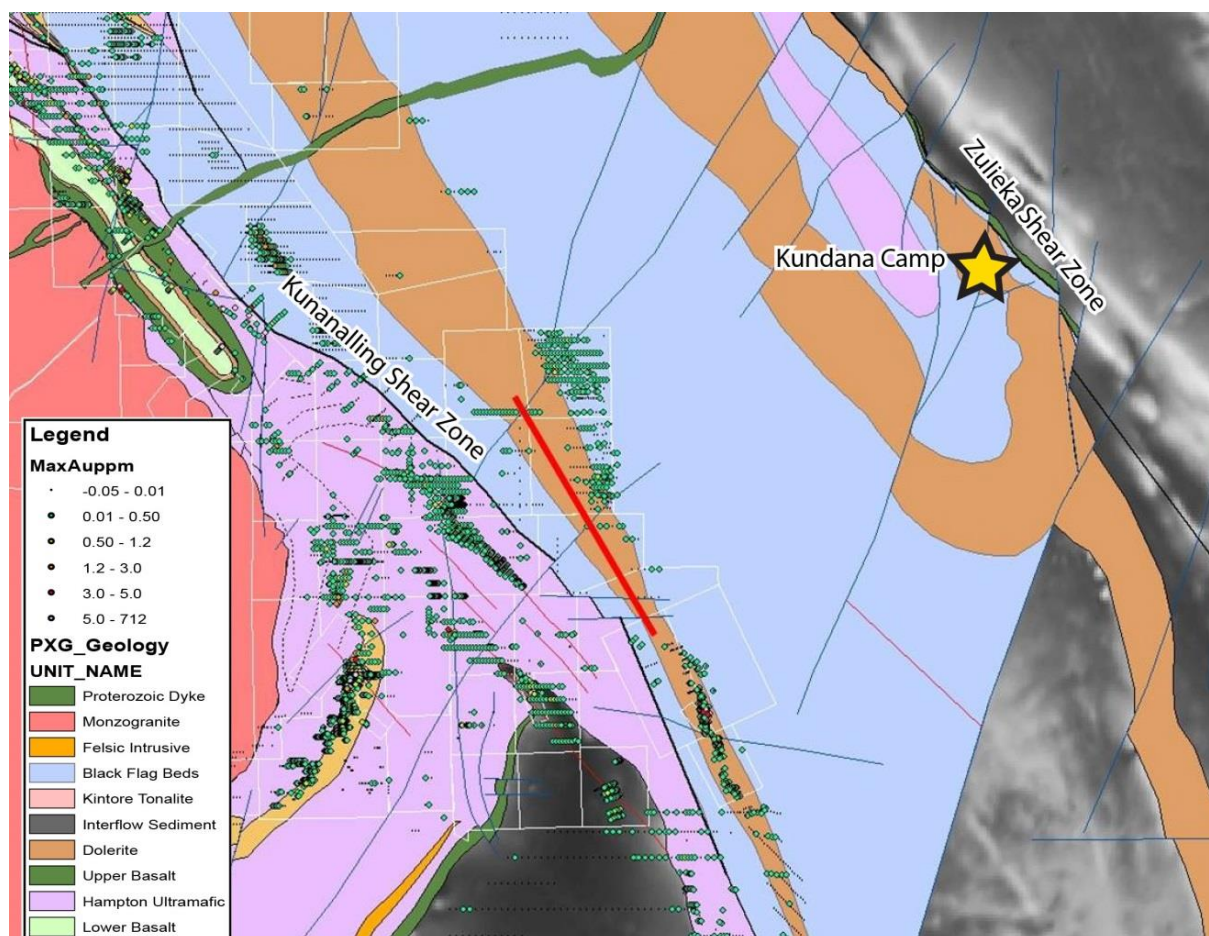 Zulieka Shear Zone
Kundana Camp
Kunanalling Shear Zone
Legend
MaxAuppm
-0.05 - 0.01
0.01 - 0.50
0.50 - 1.2
1.2 - 3.0
3.0 - 5.0
5.0 - 712
PXG_Geology
UNIT_NAME
Proterozoic Dyke
Monzogranite
Felsic Intrusive
Black Flag Beds
Kintore Tonalite
Interflow Sediment
Dolerite
Upper Basalt
Hampton Ultramafic
Lower Basalt